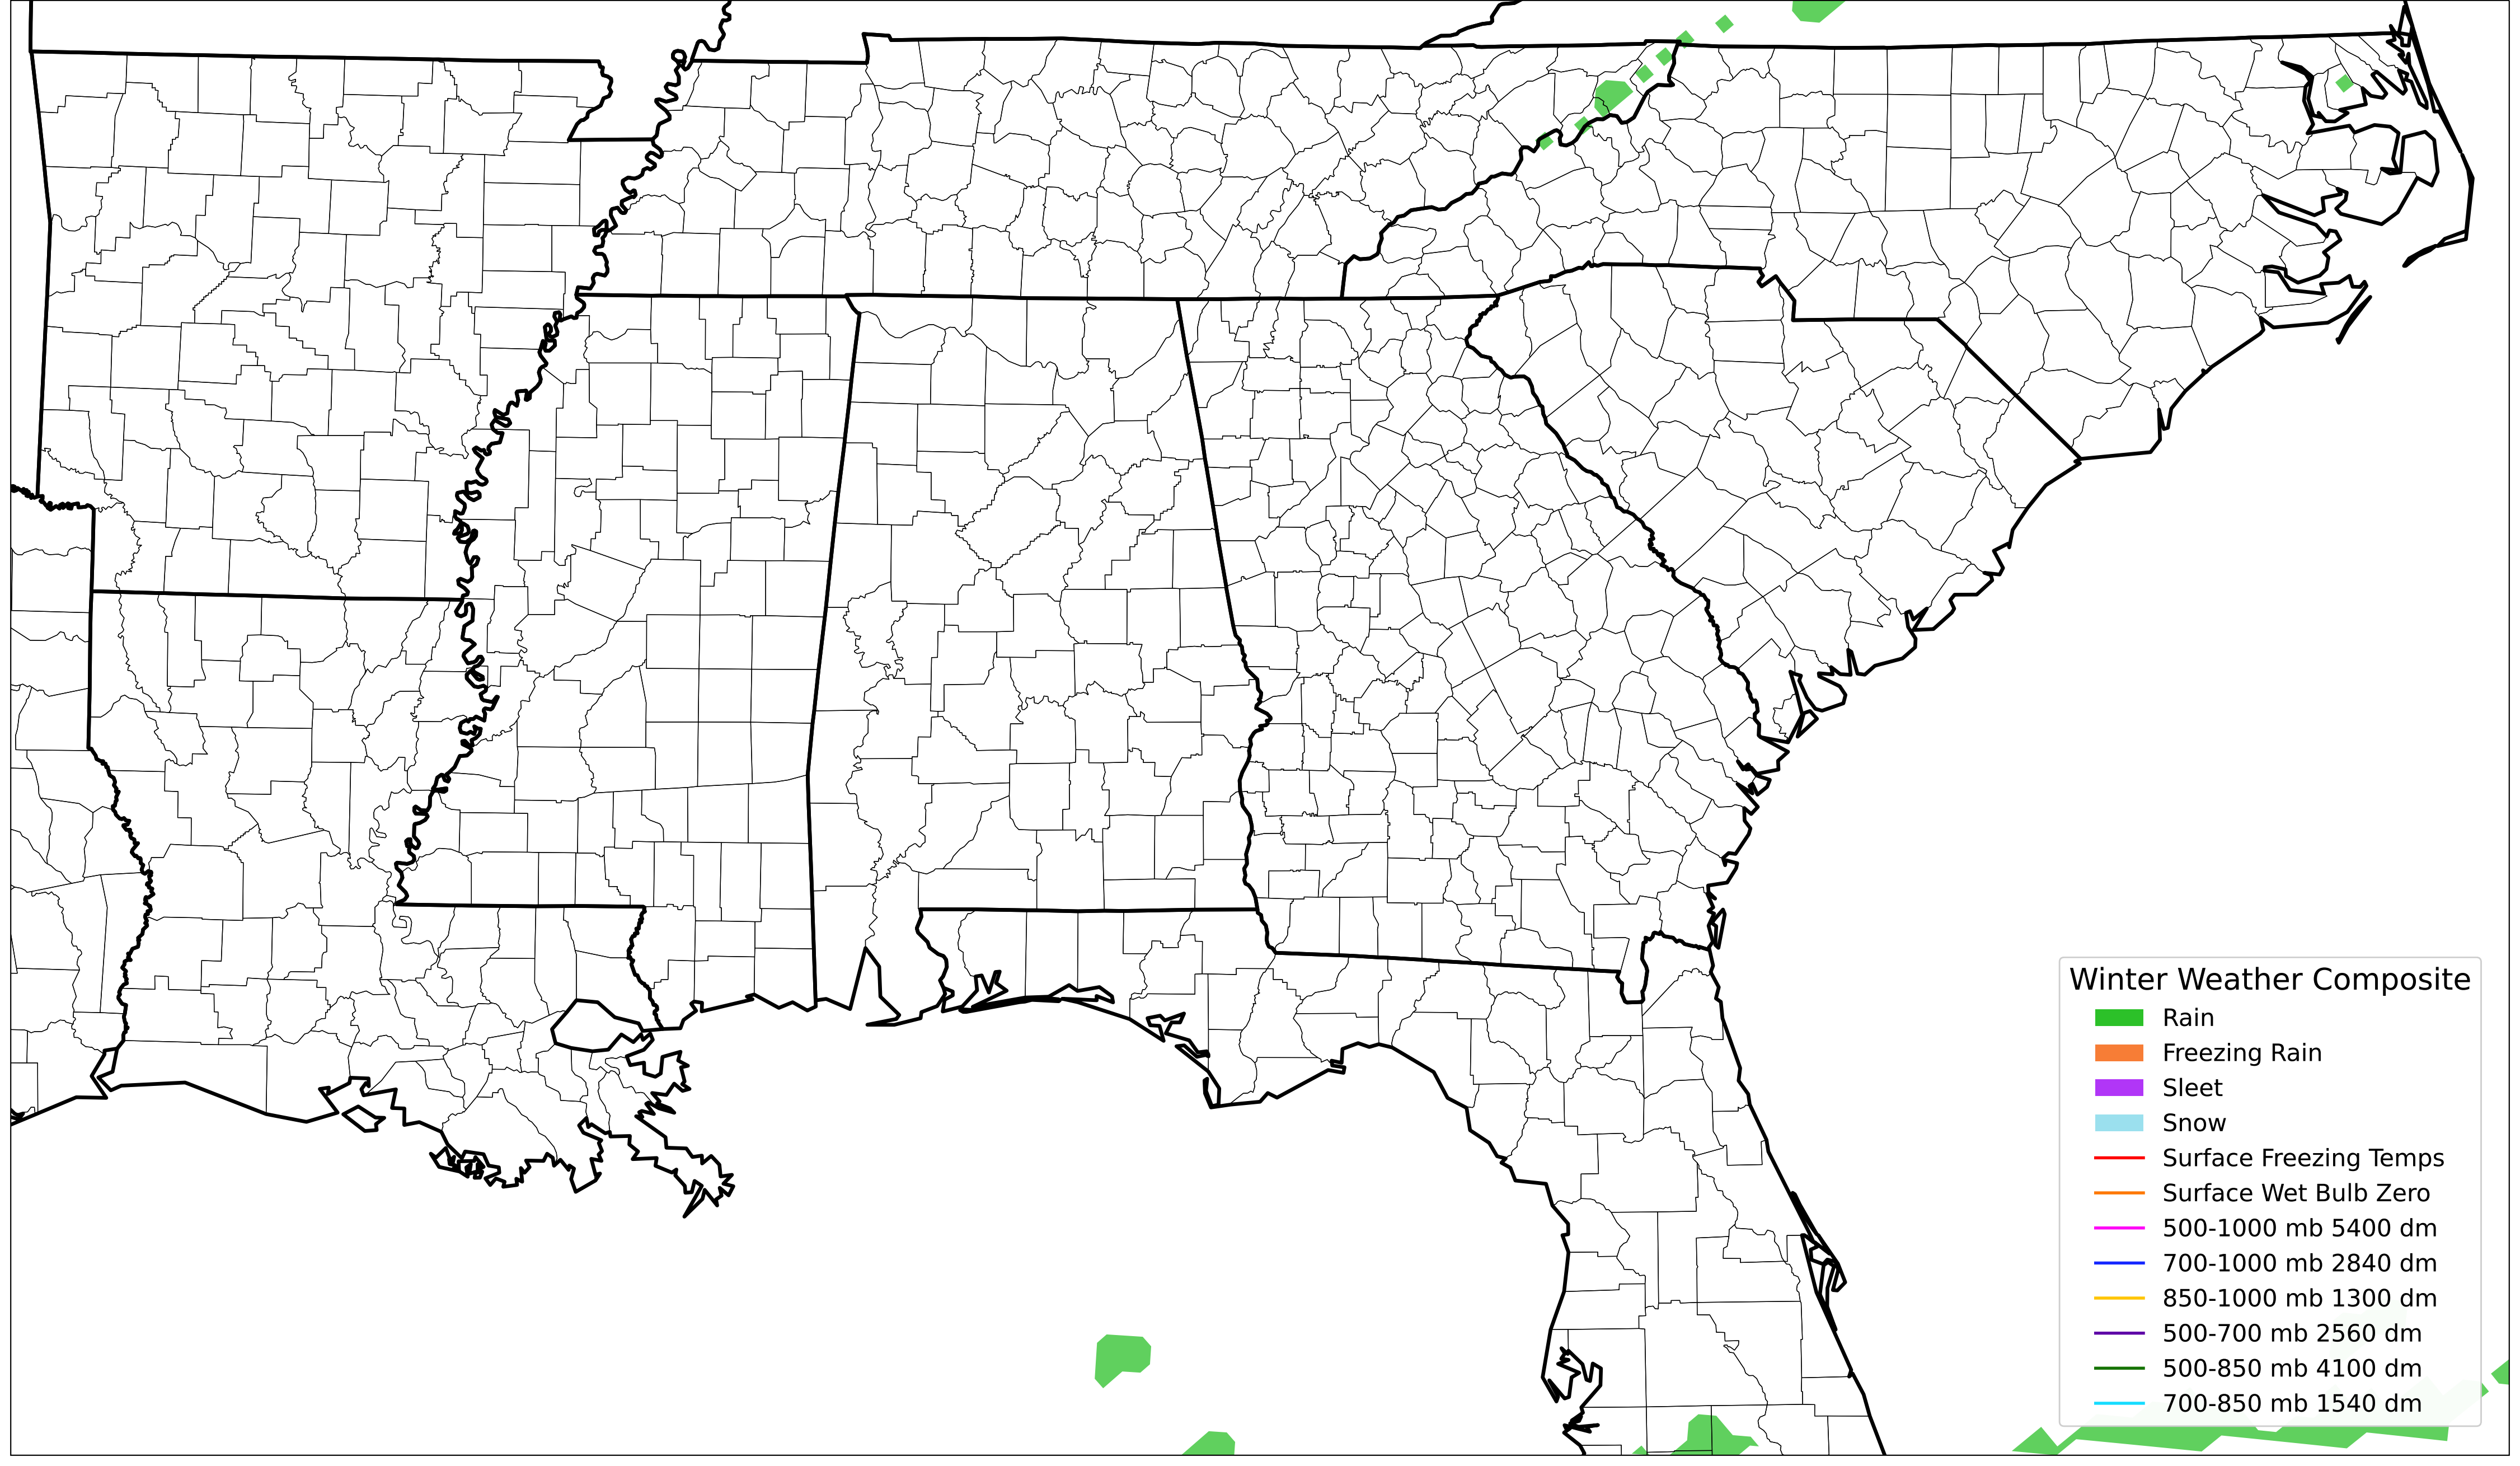 Winter Weather Composite
Rain
Freezing Rain
Sleet
Snow
Surface Freezing Temps
Surface Wet Bulb Zero
500-1000 mb 5400 dm
700-1000 mb 2840 dm
850-1000 mb 1300 dm
500-700 mb 2560 dm
500-850 mb 4100 dm
700-850 mb 1540 dm